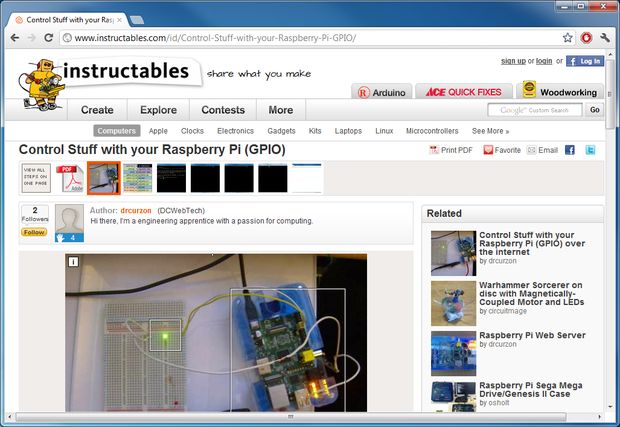 Control Stuff with your Rasp
www.instructables.com/id/Control-Stuff-with-your-Raspberry-Pi-GPIO/
sign up or login or f Log In
instructables
share what you make
Arduino
ACE QUICK FIXES
Woodworking
Create Explore Contests More
Google™ Custom Search
Go
Computers Apple Clocks Electronics Gadgets Kits Laptops Linux Microcontrollers See More »
Control Stuff with your Raspberry Pi (GPIO)
Print PDF Favorite Email
VIEW ALL
STEPS ON
ONE PAGE
PDF
Adobe
2
Followers
Follow
4
Author: drcurzon (DCWebTech)
Hi there, I'm a engineering apprentice with a passion for computing.
i
Related
Control Stuff with your
Raspberry Pi (GPIO) over
the internet
by drcurzon
Warhammer Sorcerer on
disc with Magnetically-
Coupled Motor and LEDs
by circuitmage
Raspberry Pi Web Server
by drcurzon
Raspberry Pi Sega Mega
Drive/Genesis II Case
by osholt